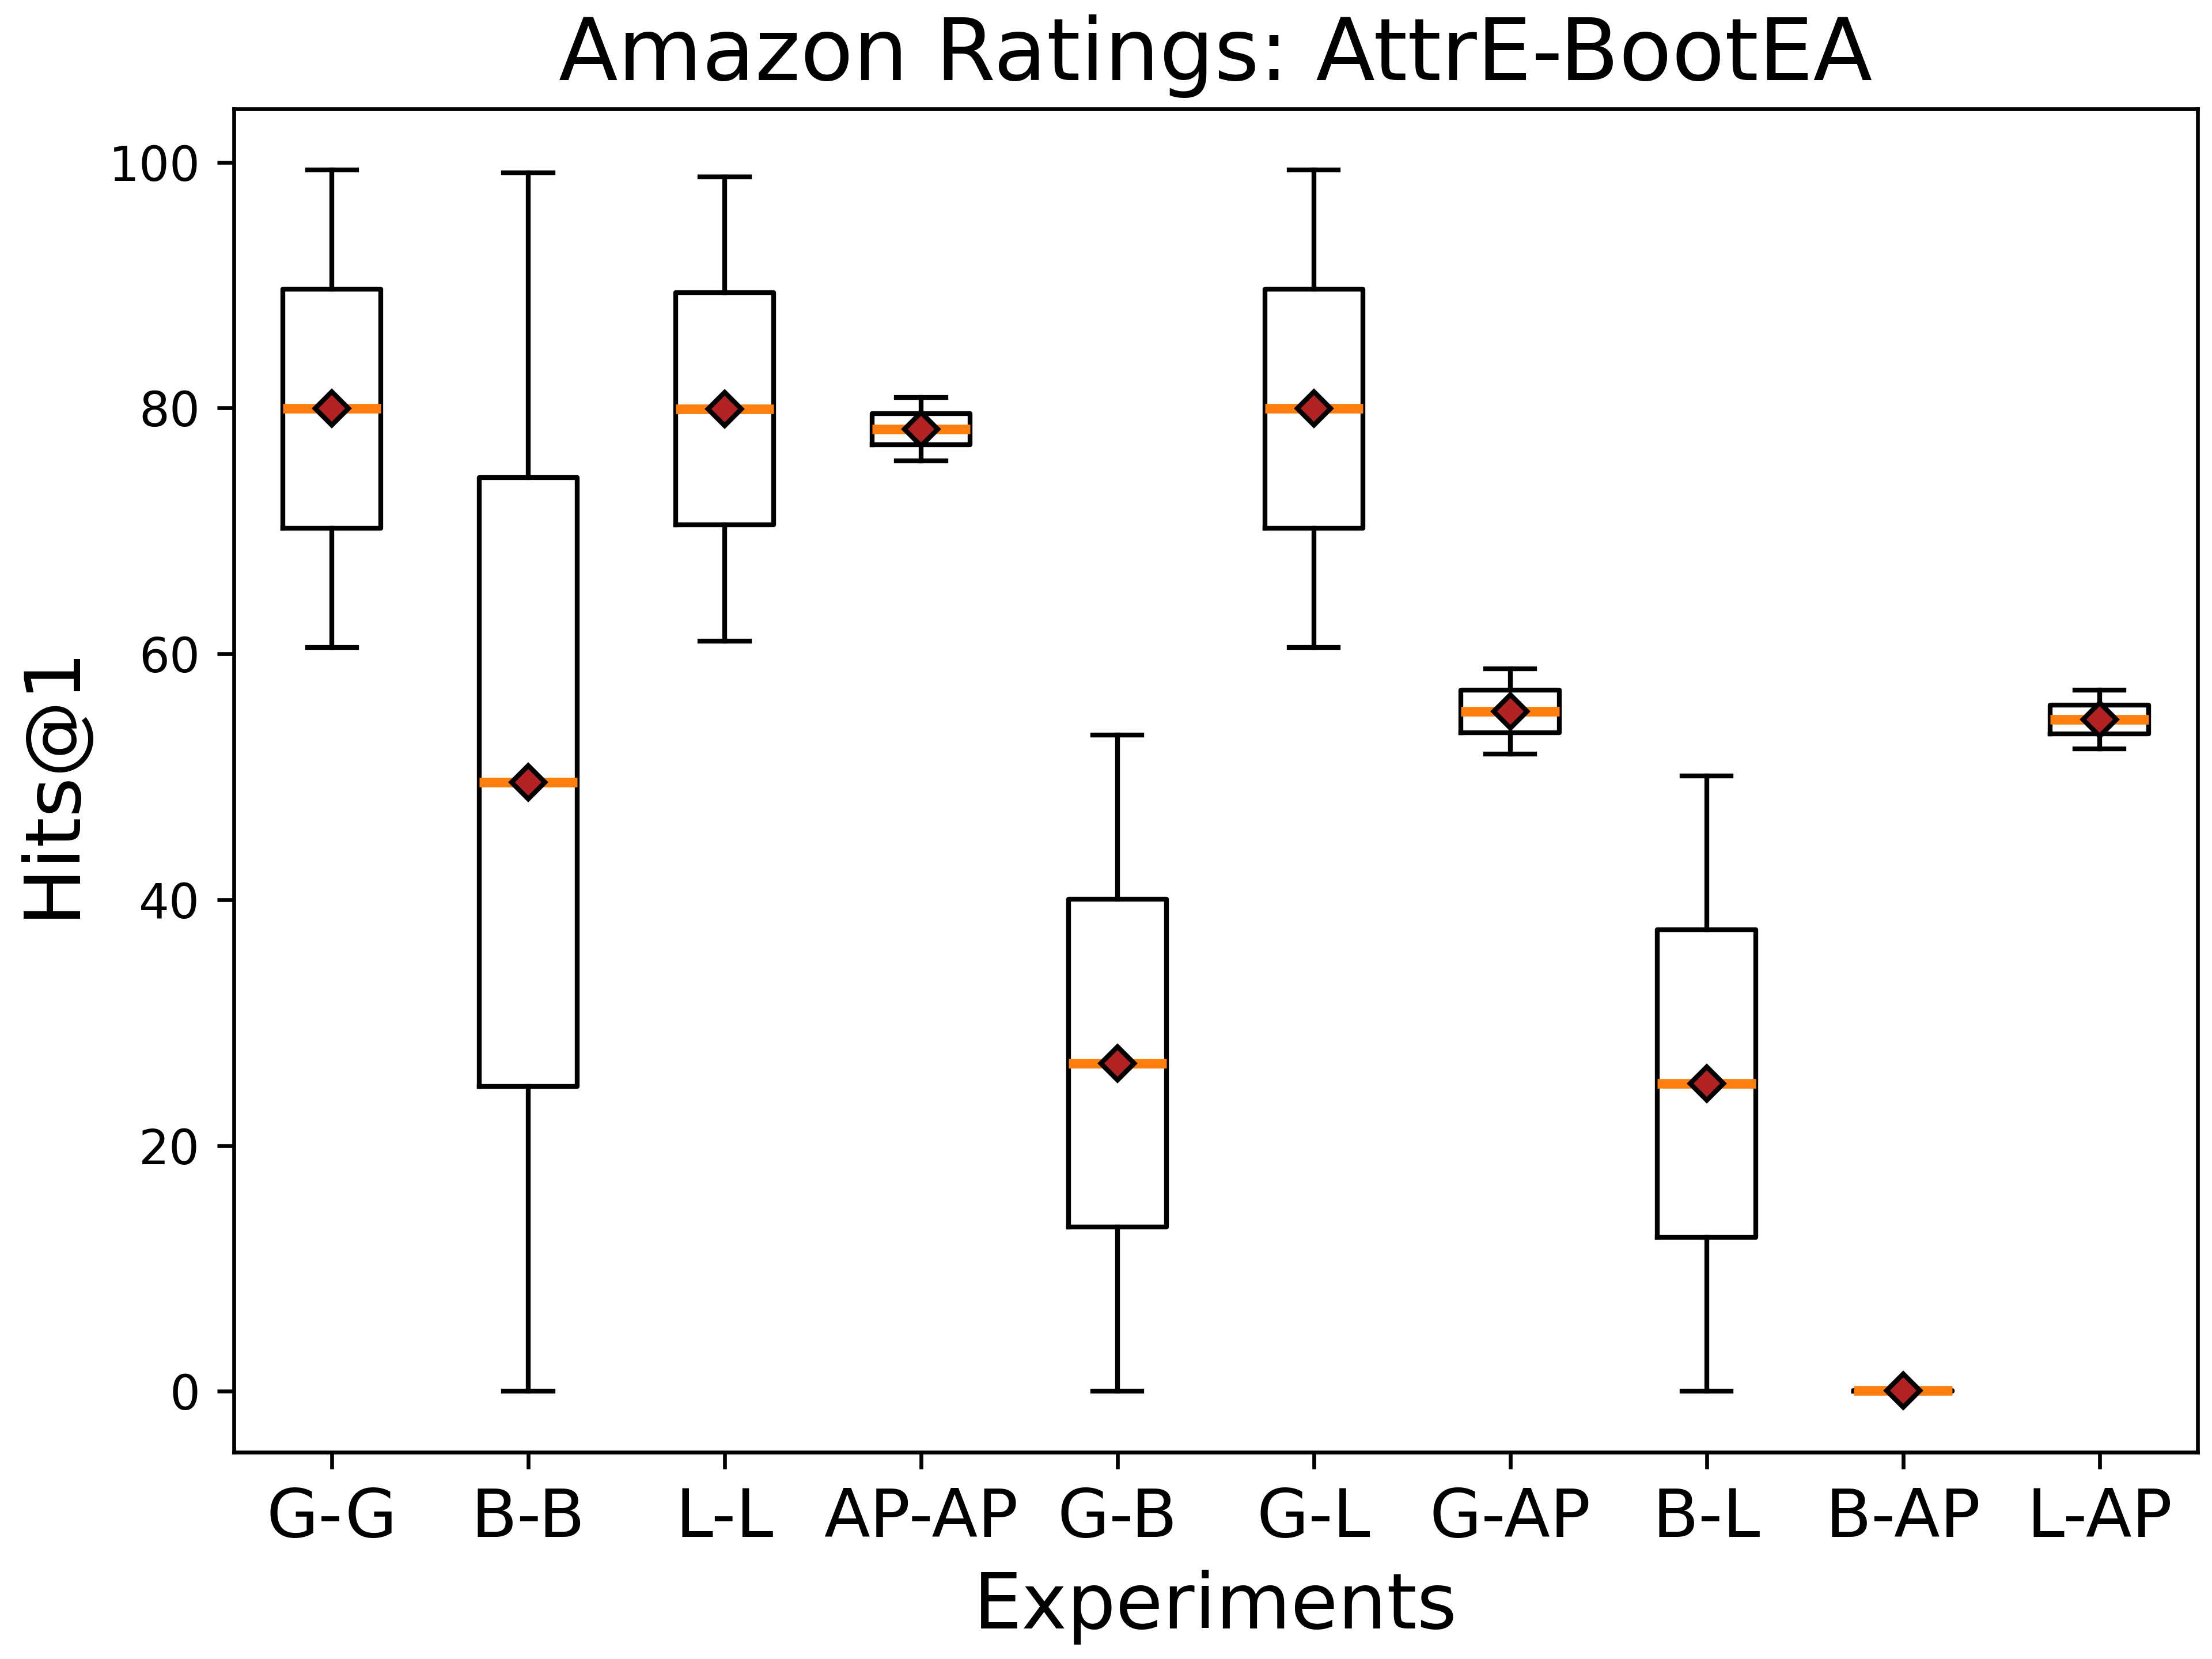 Amazon Ratings: AttrE-BootEA
100
80
60
40
20
0
Hits@1
G-G B-B L-L AP-AP G-B G-L G-AP B-L B-AP L-AP
Experiments